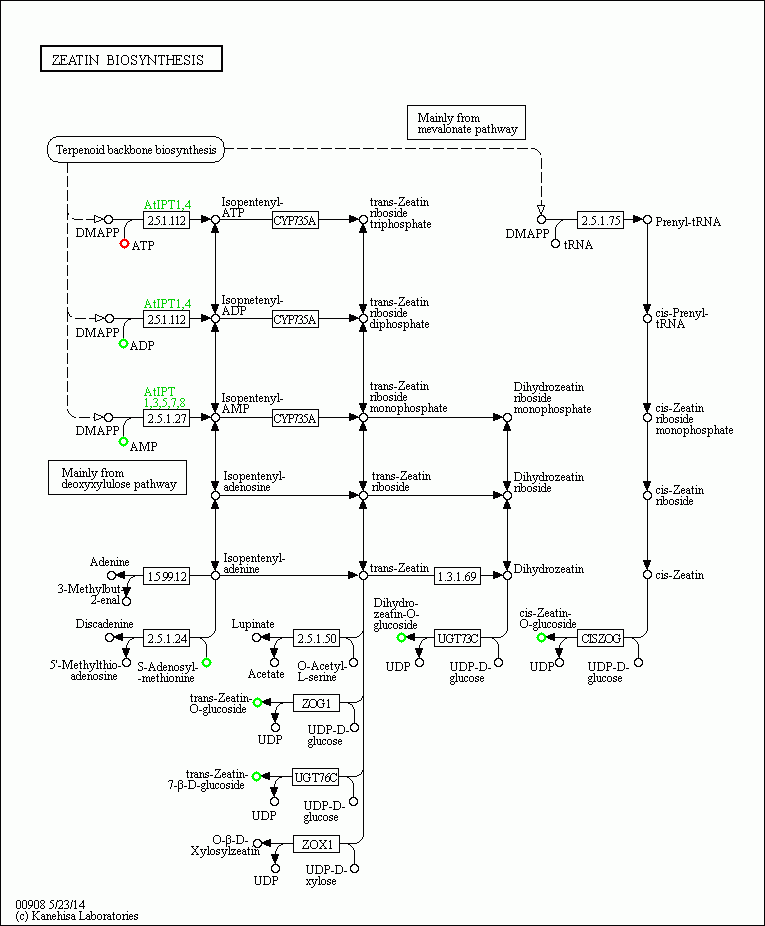 ZEATIN BIOSYNTHESIS
Mainly from
mevalonate pathway
Terpenoid backbone biosynthesis
AtIPT1,4
Isopentenyl-
ATP
trans-Zeatin
riboside
triphosphate
2.5.1.112
CYP735A
2.5.1.75
Prenyl-tRNA
DMAPP
ATP
DMAPP
tRNA
AtIPT1,4
Isopnetenyl-
ADP
trans-Zeatin
riboside
diphosphate
2.5.1.112
CYP735A
cis-Prenyl-
tRNA
DMAPP
ADP
AtIPT
1,3,5,7,8
Isopentenyl-
AMP
trans-Zeatin
riboside
monophosphate
Dihydrozeatin
riboside
monophosphate
2.5.1.27
CYP735A
cis-Zeatin
riboside
monophosphate
DMAPP
AMP
Mainly from
deoxyxylulose pathway
Isopentenyl-
adenosine
trans-Zeatin
riboside
Dihydrozeatin
riboside
cis-Zeatin
riboside
Adenine
1.5.99.12
Isopentenyl-
adenine
trans-Zeatin
1.3.1.69
Dihydrozeatin
cis-Zeatin
3-Methylbut-
2-enal
Discadenine
2.5.1.24
Lupinate
2.5.1.50
Dihydro-
zeatin-O-
glucoside
UGT73C
cis-Zeatin-
O-glucoside
CISZOG
5'-Methylthio-
adenosine
S-Adenosyl-
-methionine
Acetate
O-Acetyl-
L-serine
UDP
UDP-D-
glucose
UDP
UDP-D-
glucose
trans-Zeatin-
O-glucoside
ZOG1
UDP
UDP-D-
glucose
trans-Zeatin-
7-β-D-glucoside
UGT76C
UDP
UDP-D-
glucose
O-β-D-
Xylosylzeatin
ZOX1
UDP
UDP-D-
xylose
00908 5/23/14
(c) Kanehisa Laboratories